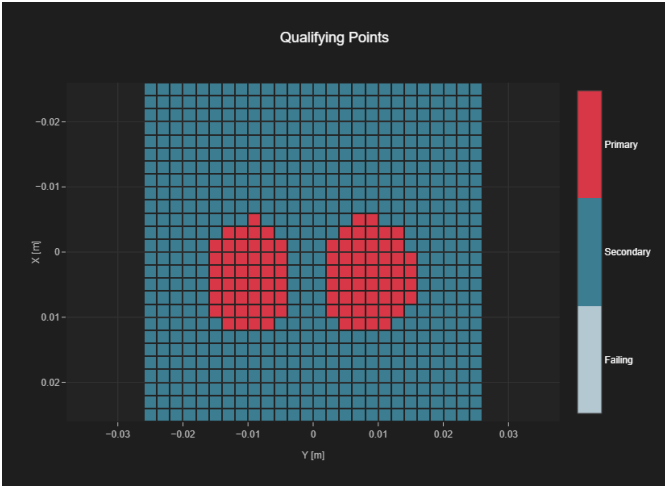 Qualifying Points
−0.02
−0.01
0
0.01
0.02
X [m]
−0.03
−0.02
−0.01
0
0.01
0.02
0.03
Y [m]
Primary
Secondary
Failing